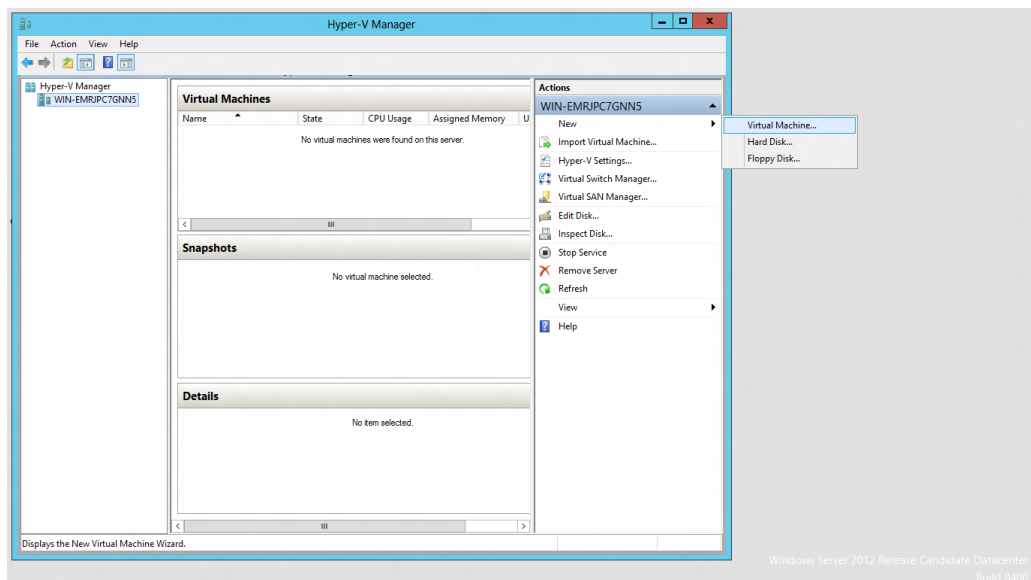 Hyper-V Manager
File Action View Help
Hyper-V Manager
WIN-EMRJPC7GNN5
Virtual Machines
Name State CPU Usage Assigned Memory U
No virtual machines were found on this server.
Snapshots
No virtual machine selected.
Details
No item selected.
Actions
WIN-EMRJPC7GNN5
New
Import Virtual Machine...
Hyper-V Settings...
Virtual Switch Manager...
Virtual SAN Manager...
Edit Disk...
Inspect Disk...
Stop Service
Remove Server
Refresh
View
Help
Virtual Machine...
Hard Disk...
Floppy Disk...
Displays the New Virtual Machine Wizard.
Windows Server 2012 Release Candidate Datacenter
Build 8400